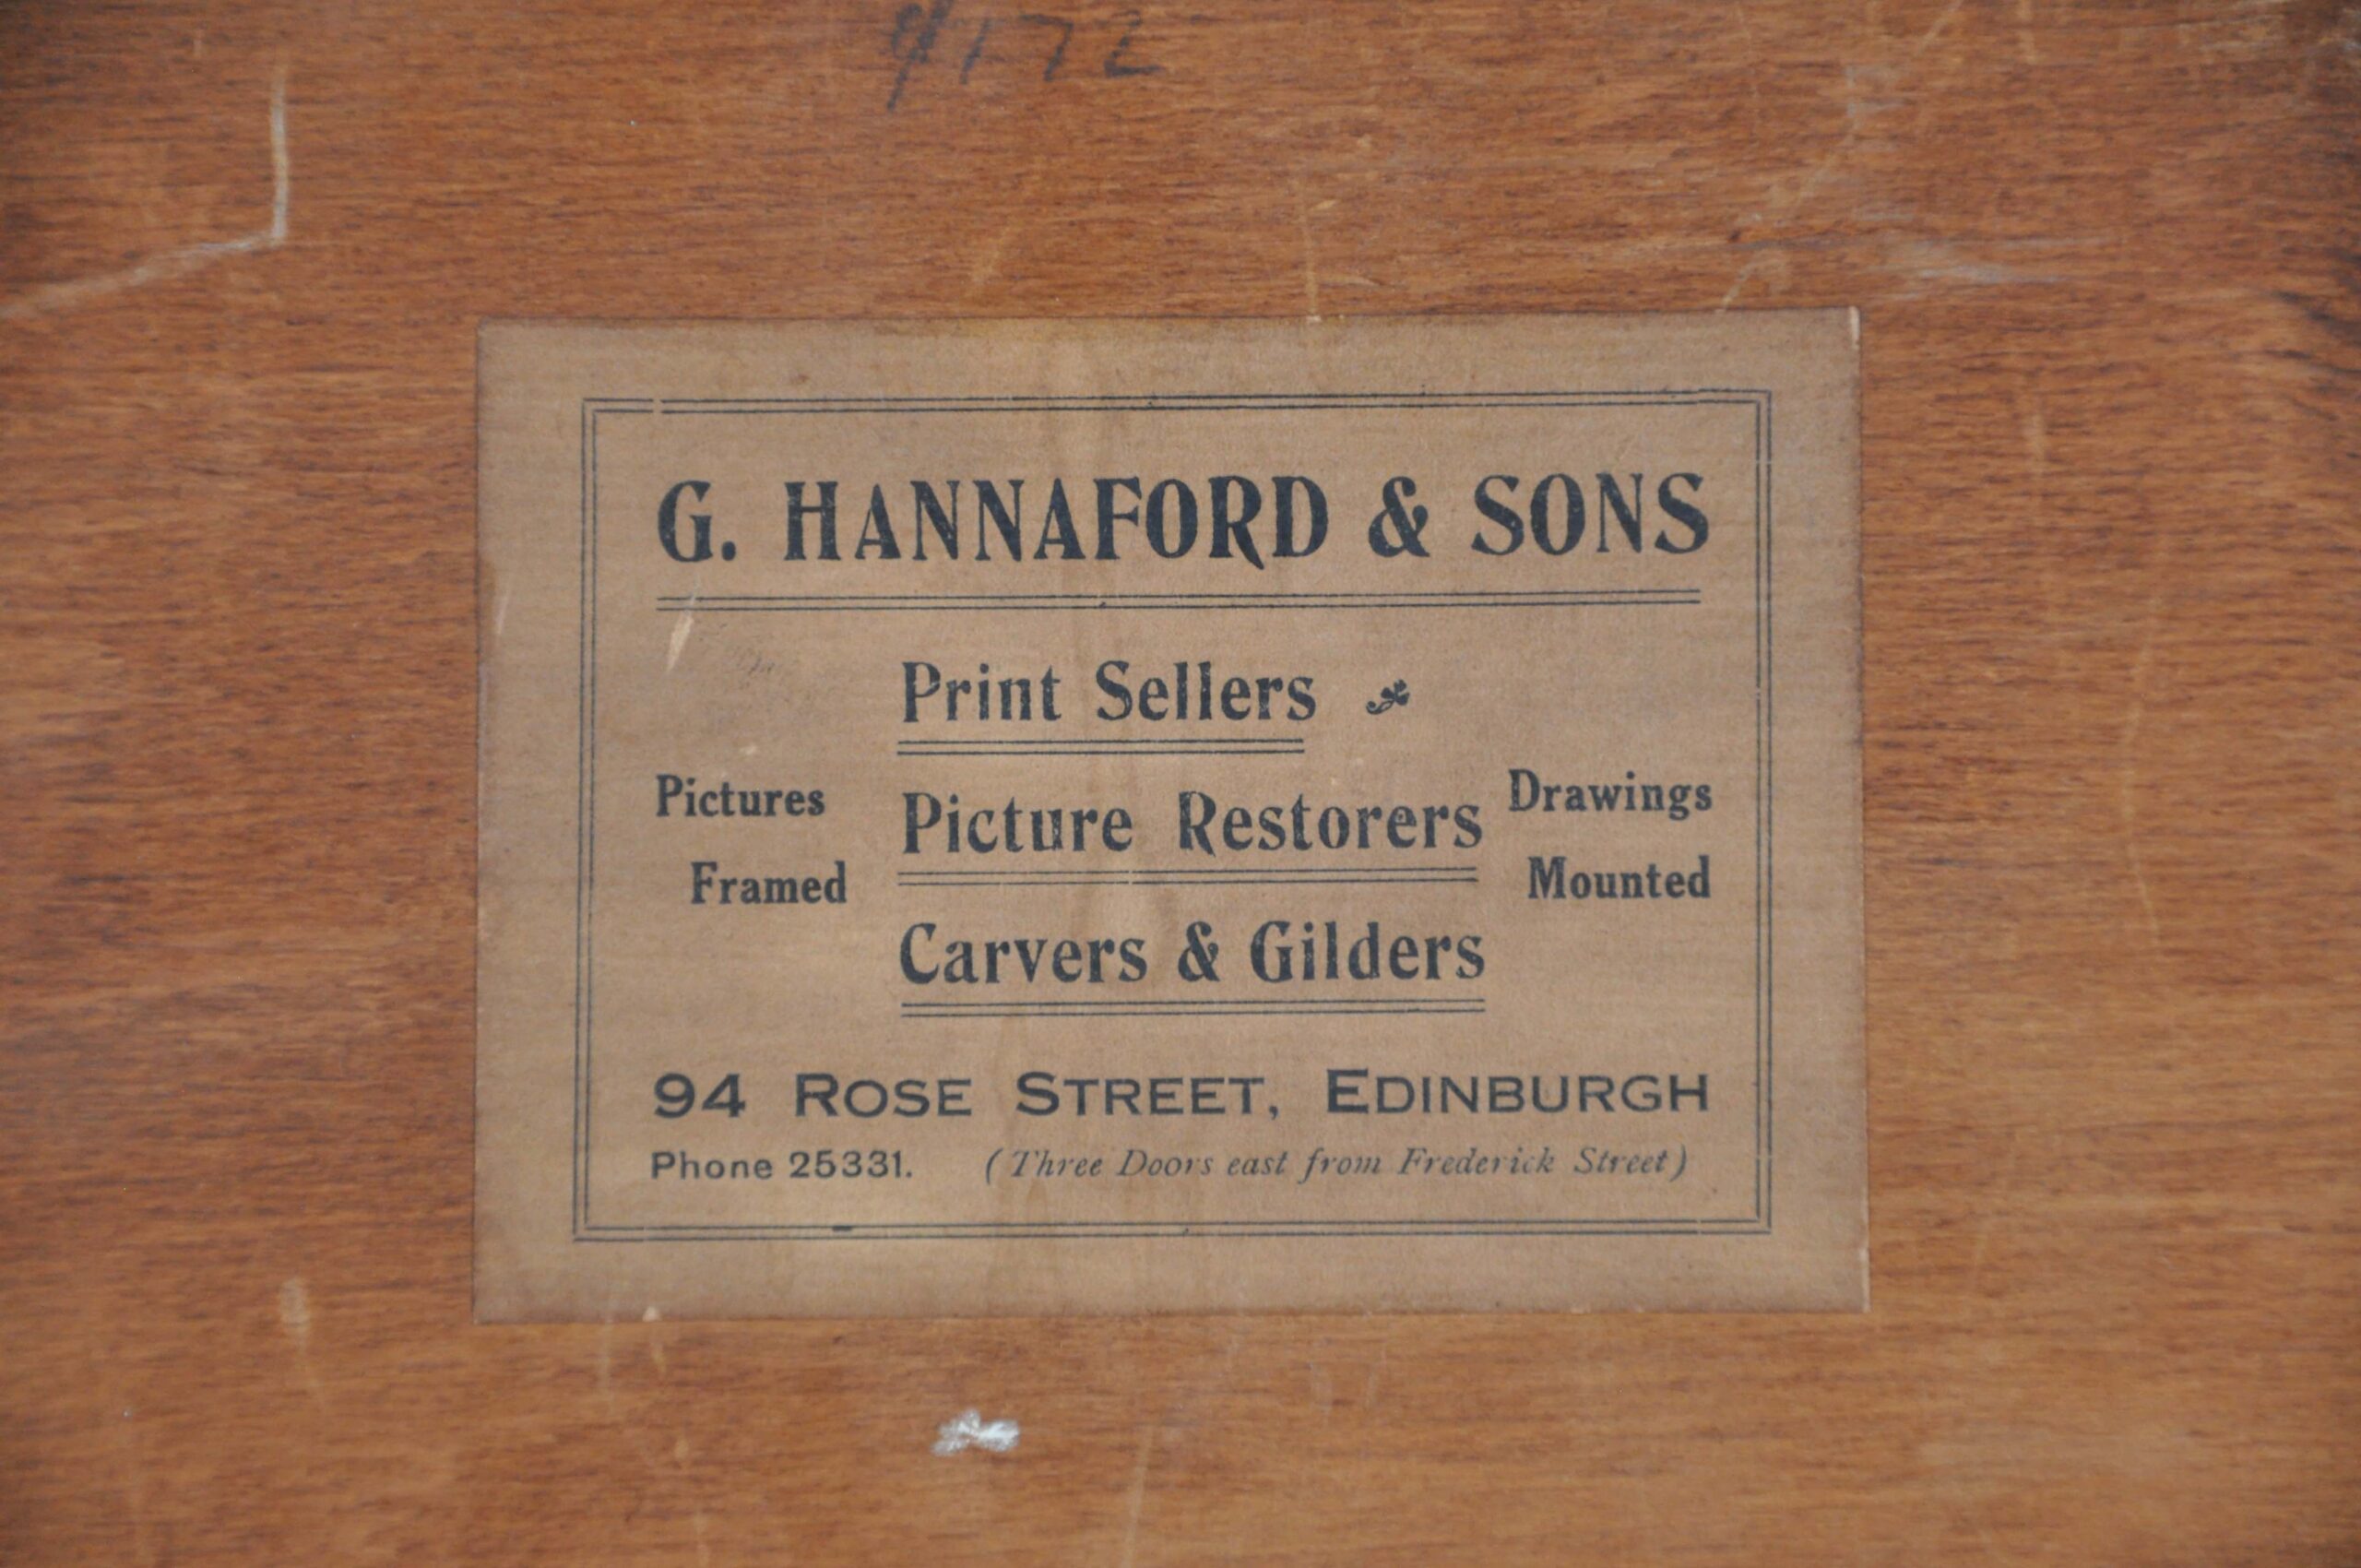 G. HANNAFORD & SONS
Print Sellers
Pictures Framed
Picture Restorers
Drawings Mounted
Carvers & Gilders
94 ROSE STREET, EDINBURGH
Phone 25331. (Three Doors east from Frederick Street)